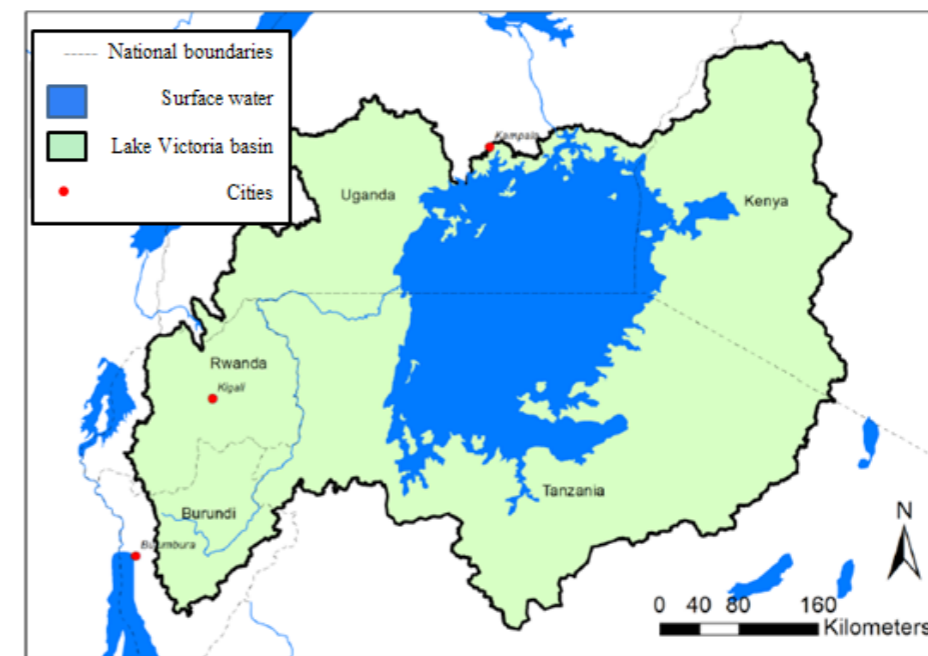 National boundaries
Surface water
Lake Victoria basin
Cities
Kampala
Uganda
Kenya
Rwanda
Kigali
Tanzania
Burundi
Bujumbura
N
0 40 80 160
Kilometers